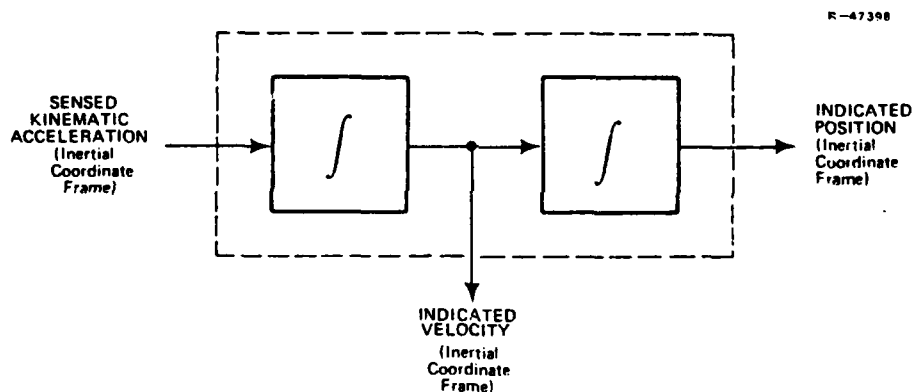 R-47398
SENSED
KINEMATIC
ACCELERATION
(Inertial
Coordinate
Frame)
∫
∫
INDICATED
POSITION
(Inertial
Coordinate
Frame)
INDICATED
VELOCITY
(Inertial
Coordinate
Frame)